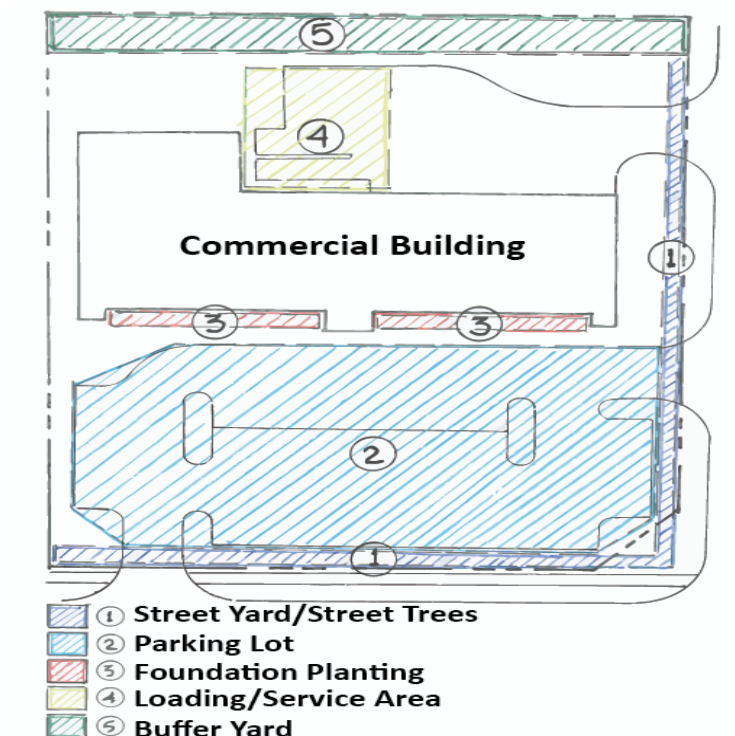 5
4
Commercial Building
1
3 3
2
1
1 Street Yard/Street Trees
2 Parking Lot
3 Foundation Planting
4 Loading/Service Area
5 Buffer Yard